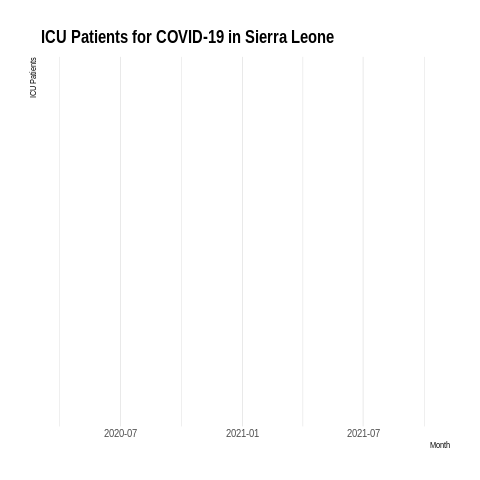 ICU Patients for COVID-19 in Sierra Leone
ICU Patients
2020-07
2021-01
2021-07
Month